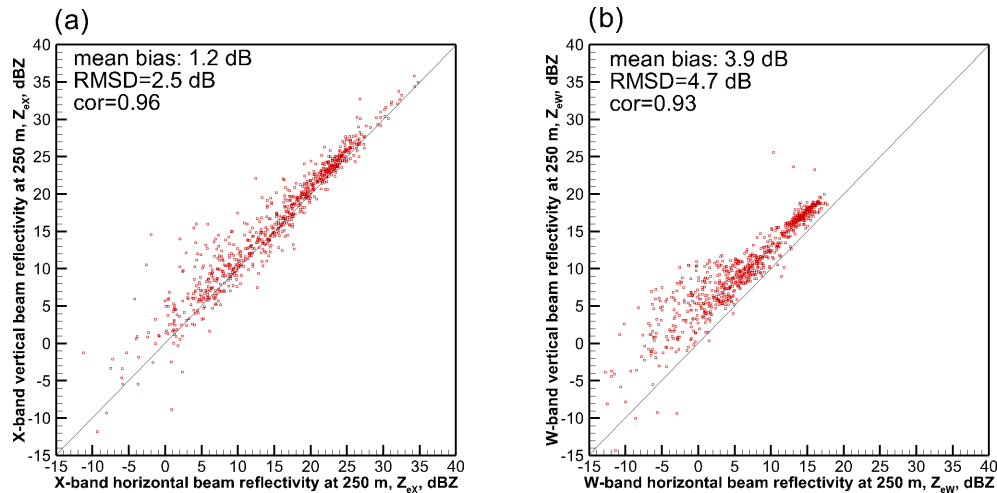 (a)
mean bias: 1.2 dB
RMSD=2.5 dB
cor=0.96
X-band vertical beam reflectivity at 250 m, ZeX, dBZ
40
35
30
25
20
15
10
5
0
-5
-10
-15
-15 -10 -5 0 5 10 15 20 25 30 35 40
X-band horizontal beam reflectivity at 250 m, ZeX, dBZ
(b)
mean bias: 3.9 dB
RMSD=4.7 dB
cor=0.93
W-band vertical beam reflectivity at 250 m, ZeW, dBZ
40
35
30
25
20
15
10
5
0
-5
-10
-15
-15 -10 -5 0 5 10 15 20 25 30 35 40
W-band horizontal beam reflectivity at 250 m, ZeW, dBZ